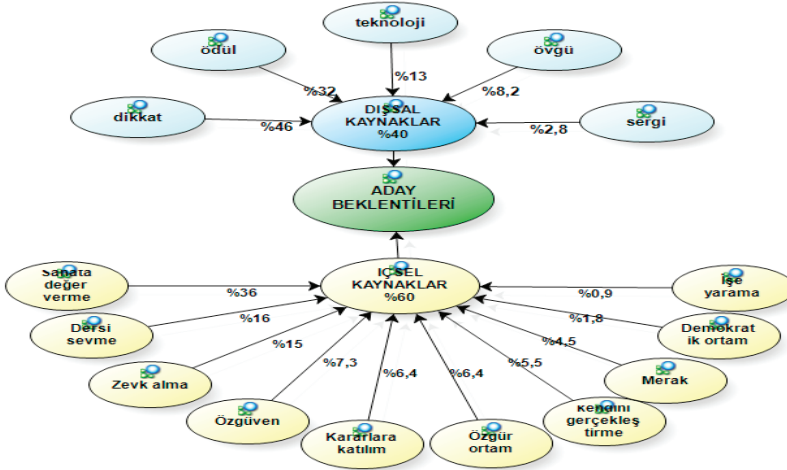 teknoloji
ödül
övgü
%13
%32
%8,2
dikkat
%46
DIŞSAL
KAYNAKLAR
%40
%2,8
sergi
ADAY
BEKLENTİLERİ
Sanata
değer
verme
%36
İÇSEL
KAYNAKLAR
%60
%0,9
İşe
yarama
Dersi
sevme
%16
%1,8
Demokrat
ik ortam
Zevk alma
%15
%4,5
Merak
Özgüven
%7,3
%6,4
%6,4
%5,5
Kendini
gerçekleş
tirme
Kararlara
katılım
Özgür
ortam